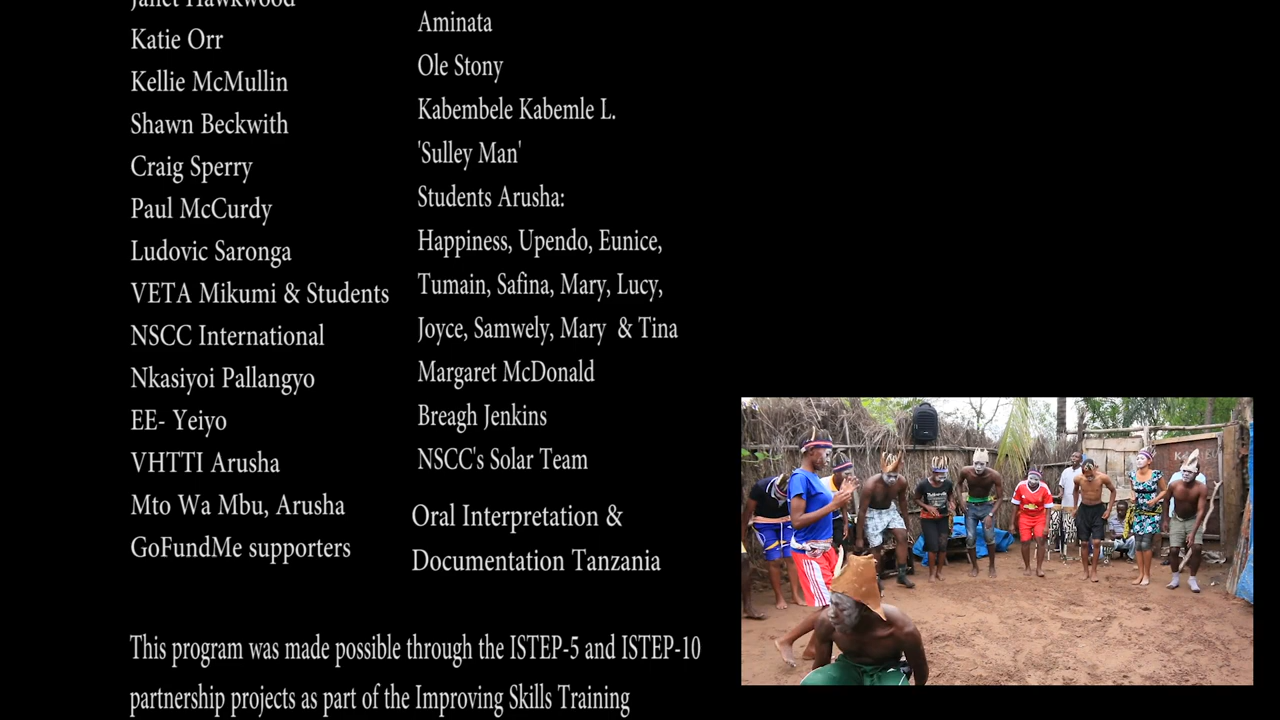 Janet Hawkwood
Katie Orr
Kellie McMullin
Shawn Beckwith
Craig Sperry
Paul McCurdy
Ludovic Saronga
VETA Mikumi & Students
NSCC International
Nkasiyoi Pallangyo
EE- Yeiyo
VHTTI Arusha
Mto Wa Mbu, Arusha
GoFundMe supporters
Aminata
Ole Stony
Kabembele Kabemle L.
'Sulley Man'
Students Arusha:
Happiness, Upendo, Eunice,
Tumain, Safina, Mary, Lucy,
Joyce, Samwely, Mary & Tina
Margaret McDonald
Breagh Jenkins
NSCC's Solar Team
Oral Interpretation &
Documentation Tanzania
This program was made possible through the ISTEP-5 and ISTEP-10
partnership projects as part of the Improving Skills Training